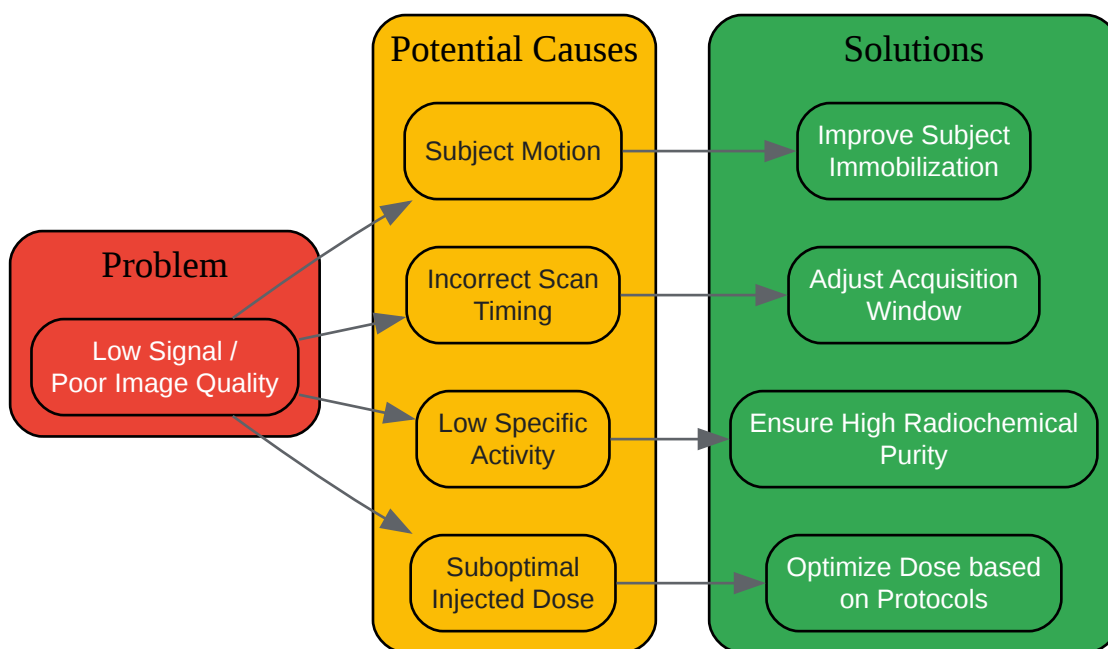 Problem
Low Signal /
Poor Image Quality
Potential Causes
Subject Motion
Incorrect Scan
Timing
Low Specific
Activity
Suboptimal
Injected Dose
Solutions
Improve Subject
Immobilization
Adjust Acquisition
Window
Ensure High Radiochemical
Purity
Optimize Dose based
on Protocols